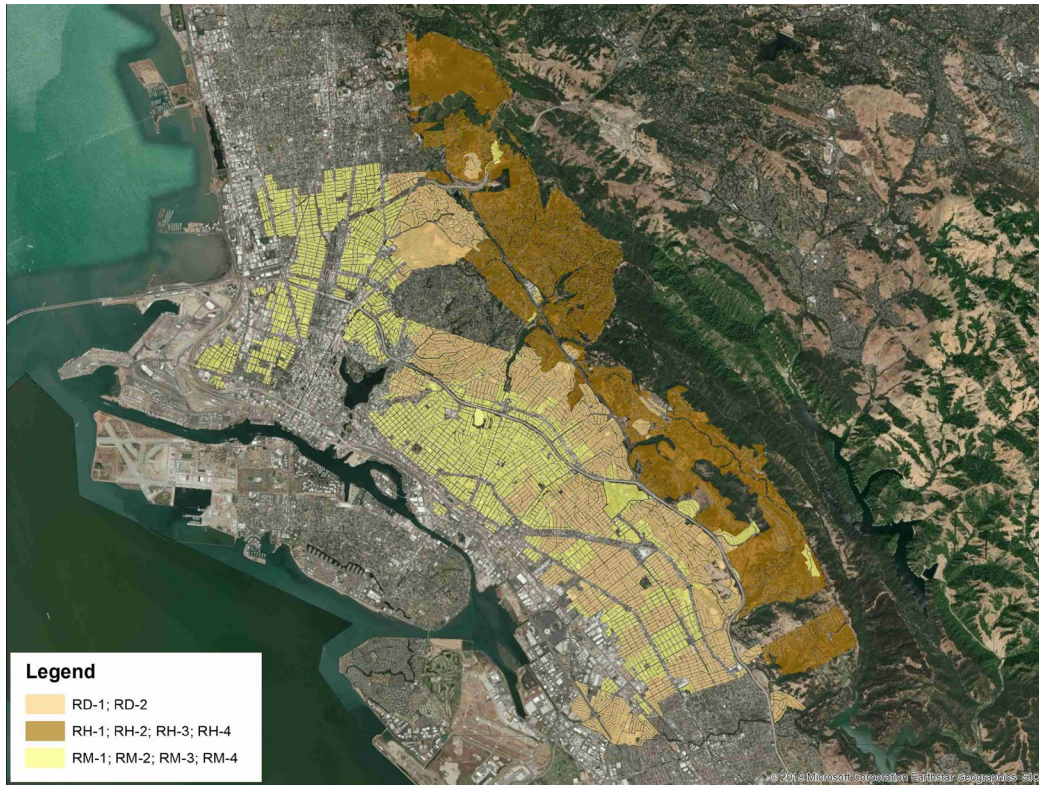 Legend
RD-1; RD-2
RH-1; RH-2; RH-3; RH-4
RM-1; RM-2; RM-3; RM-4
© 2019 Microsoft Corporation Earthstar Geographics SIO